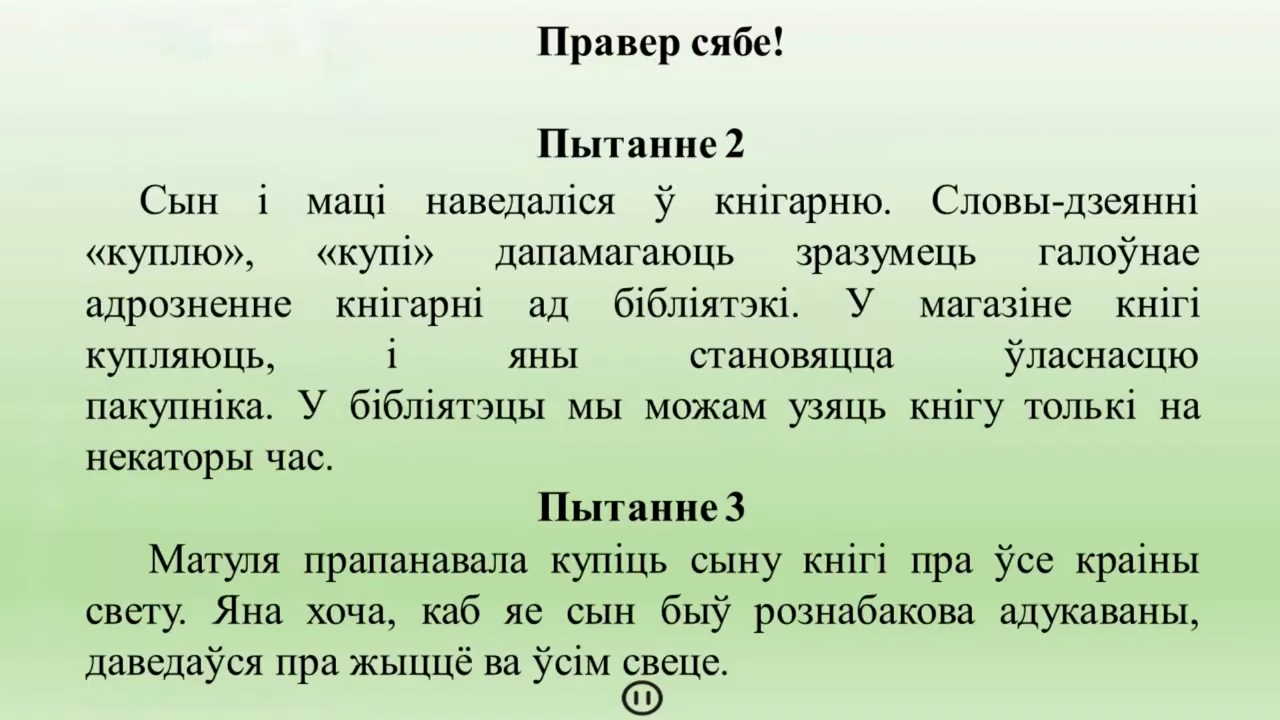 Правер сябе!
Пытанне 2
Сын і маці наведаліся ў кнігарню. Словы-дзеянні
«куплю», «купі» дапамагаюць зразумець галоўнае
адрозненне кнігарні ад бібліятэкі. У магазіне кнігі
купляюць, і яны становяцца ўласнасцю
пакупніка. У бібліятэцы мы можам узяць кнігу толькі на
некаторы час.
Пытанне 3
Матуля прапанавала купіць сыну кнігі пра ўсе краіны
свету. Яна хоча, каб яе сын быў рознабакова адукаваны,
даведаўся пра жыццё ва ўсім свеце.